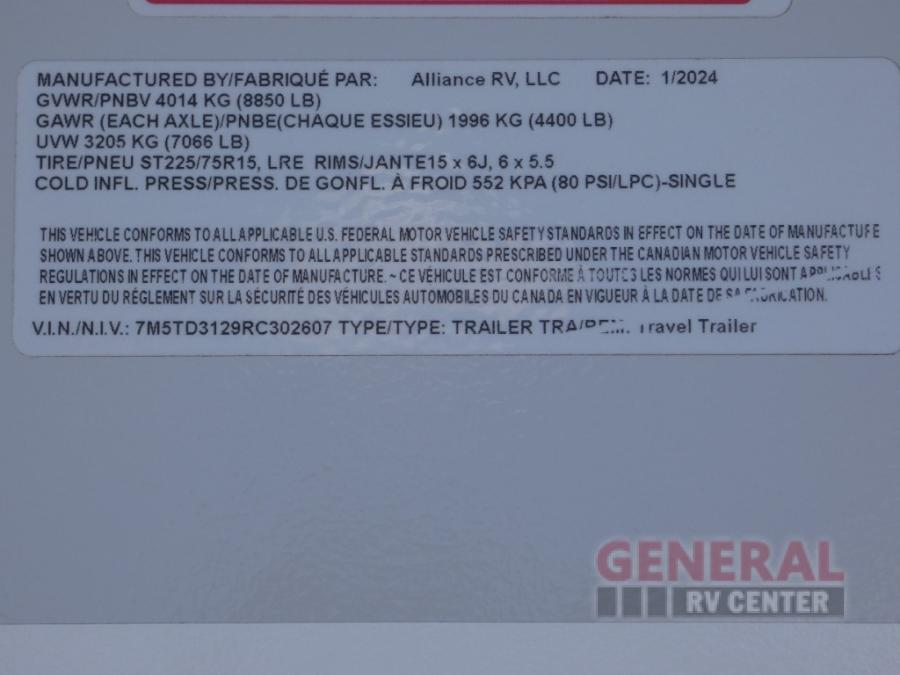 MANUFACTURED BY/FABRIQUÉ PAR: Alliance RV, LLC DATE: 1/2024
GVWR/PNBV 4014 KG (8850 LB)
GAWR (EACH AXLE)/PNBE(CHAQUE ESSIEU) 1996 KG (4400 LB)
UVW 3205 KG (7066 LB)
TIRE/PNEU ST225/75R15, LRE RIMS/JANTE15 x 6J, 6 x 5.5
COLD INFL. PRESS/PRESS. DE GONFL. À FROID 552 KPA (80 PSI/LPC)-SINGLE
THIS VEHICLE CONFORMS TO ALL APPLICABLE U.S. FEDERAL MOTOR VEHICLE SAFETY STANDARDS IN EFFECT ON THE DATE OF MANUFACTURE
SHOWN ABOVE. THIS VEHICLE CONFORMS TO ALL APPLICABLE STANDARDS PRESCRIBED UNDER THE CANADIAN MOTOR VEHICLE SAFETY
REGULATIONS IN EFFECT ON THE DATE OF MANUFACTURE. ~ CE VÉHICULE EST CONFORME À TOUTES LES NORMES QUI LUI SONT APPLICABLES
EN VERTU DU RÉGLEMENT SUR LA SÉCURITÉ DES VÉHICULES AUTOMOBILES DU CANADA EN VIGUEUR À LA DATE DE SA FABRICATION.
V.I.N./N.I.V.: 7M5TD3129RC302607 TYPE/TYPE: TRAILER Travel Trailer
GENERAL
RV CENTER